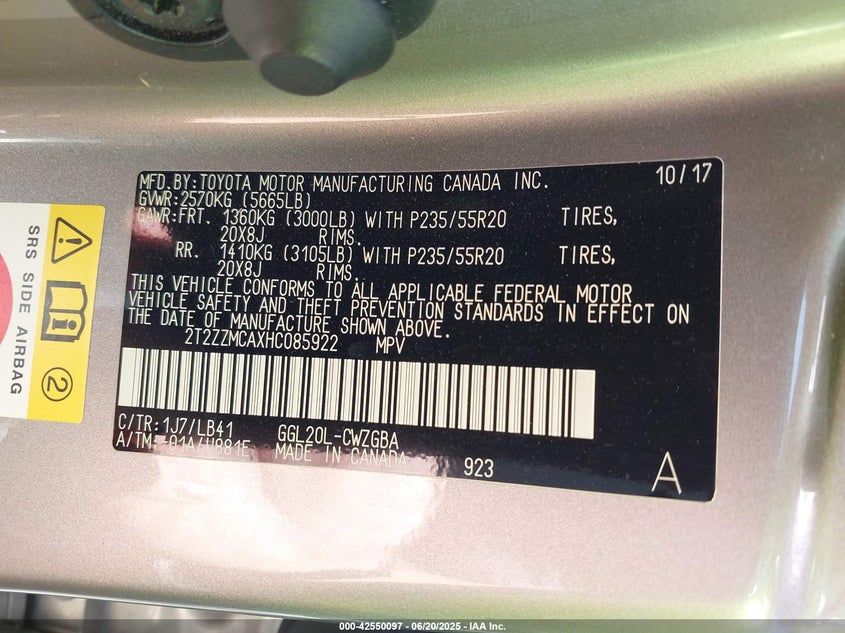 MFD.BY:TOYOTA MOTOR MANUFACTURING CANADA INC. 10/17
GVWR:2570KG (5665LB)
GAWR:FRT. 1360KG (3000LB) WITH P235/55R20 TIRES,
20X8J RIMS.
RR. 1410KG (3105LB) WITH P235/55R20 TIRES,
20X8J RIMS.
THIS VEHICLE CONFORMS TO ALL APPLICABLE FEDERAL MOTOR
VEHICLE SAFETY AND THEFT PREVENTION STANDARDS IN EFFECT ON
THE DATE OF MANUFACTURE SHOWN ABOVE.
2T2ZZMCAXHC085922 MPV
C/TR:1J7/LB41 GGL20L-CWZGBA
A/TM:-01A/U881E MADE IN CANADA
923 A
SRS SIDE AIRBAG
2
000-42550097 - 06/20/2025 - IAA Inc.